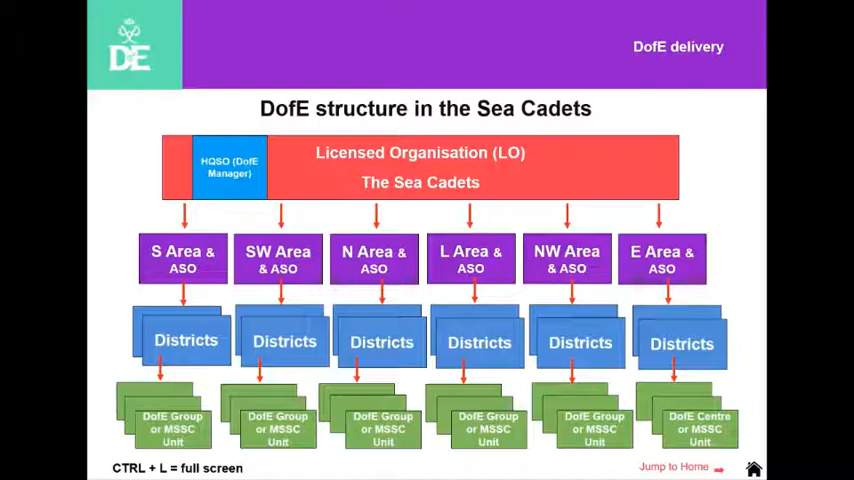 DofE
DofE delivery
DofE structure in the Sea Cadets
HQSO (DofE
Manager)
Licensed Organisation (LO)
The Sea Cadets
S Area &
ASO
SW Area
& ASO
N Area &
ASO
L Area &
ASO
NW Area
& ASO
E Area &
ASO
Districts
Districts
Districts
Districts
Districts
Districts
DofE Group
or MSSC
Unit
DofE Group
or MSSC
Unit
DofE Group
or MSSC
Unit
DofE Group
or MSSC
Unit
DofE Group
or MSSC
Unit
DofE Centre
or MSSC
Unit
CTRL + L = full screen
Jump to Home